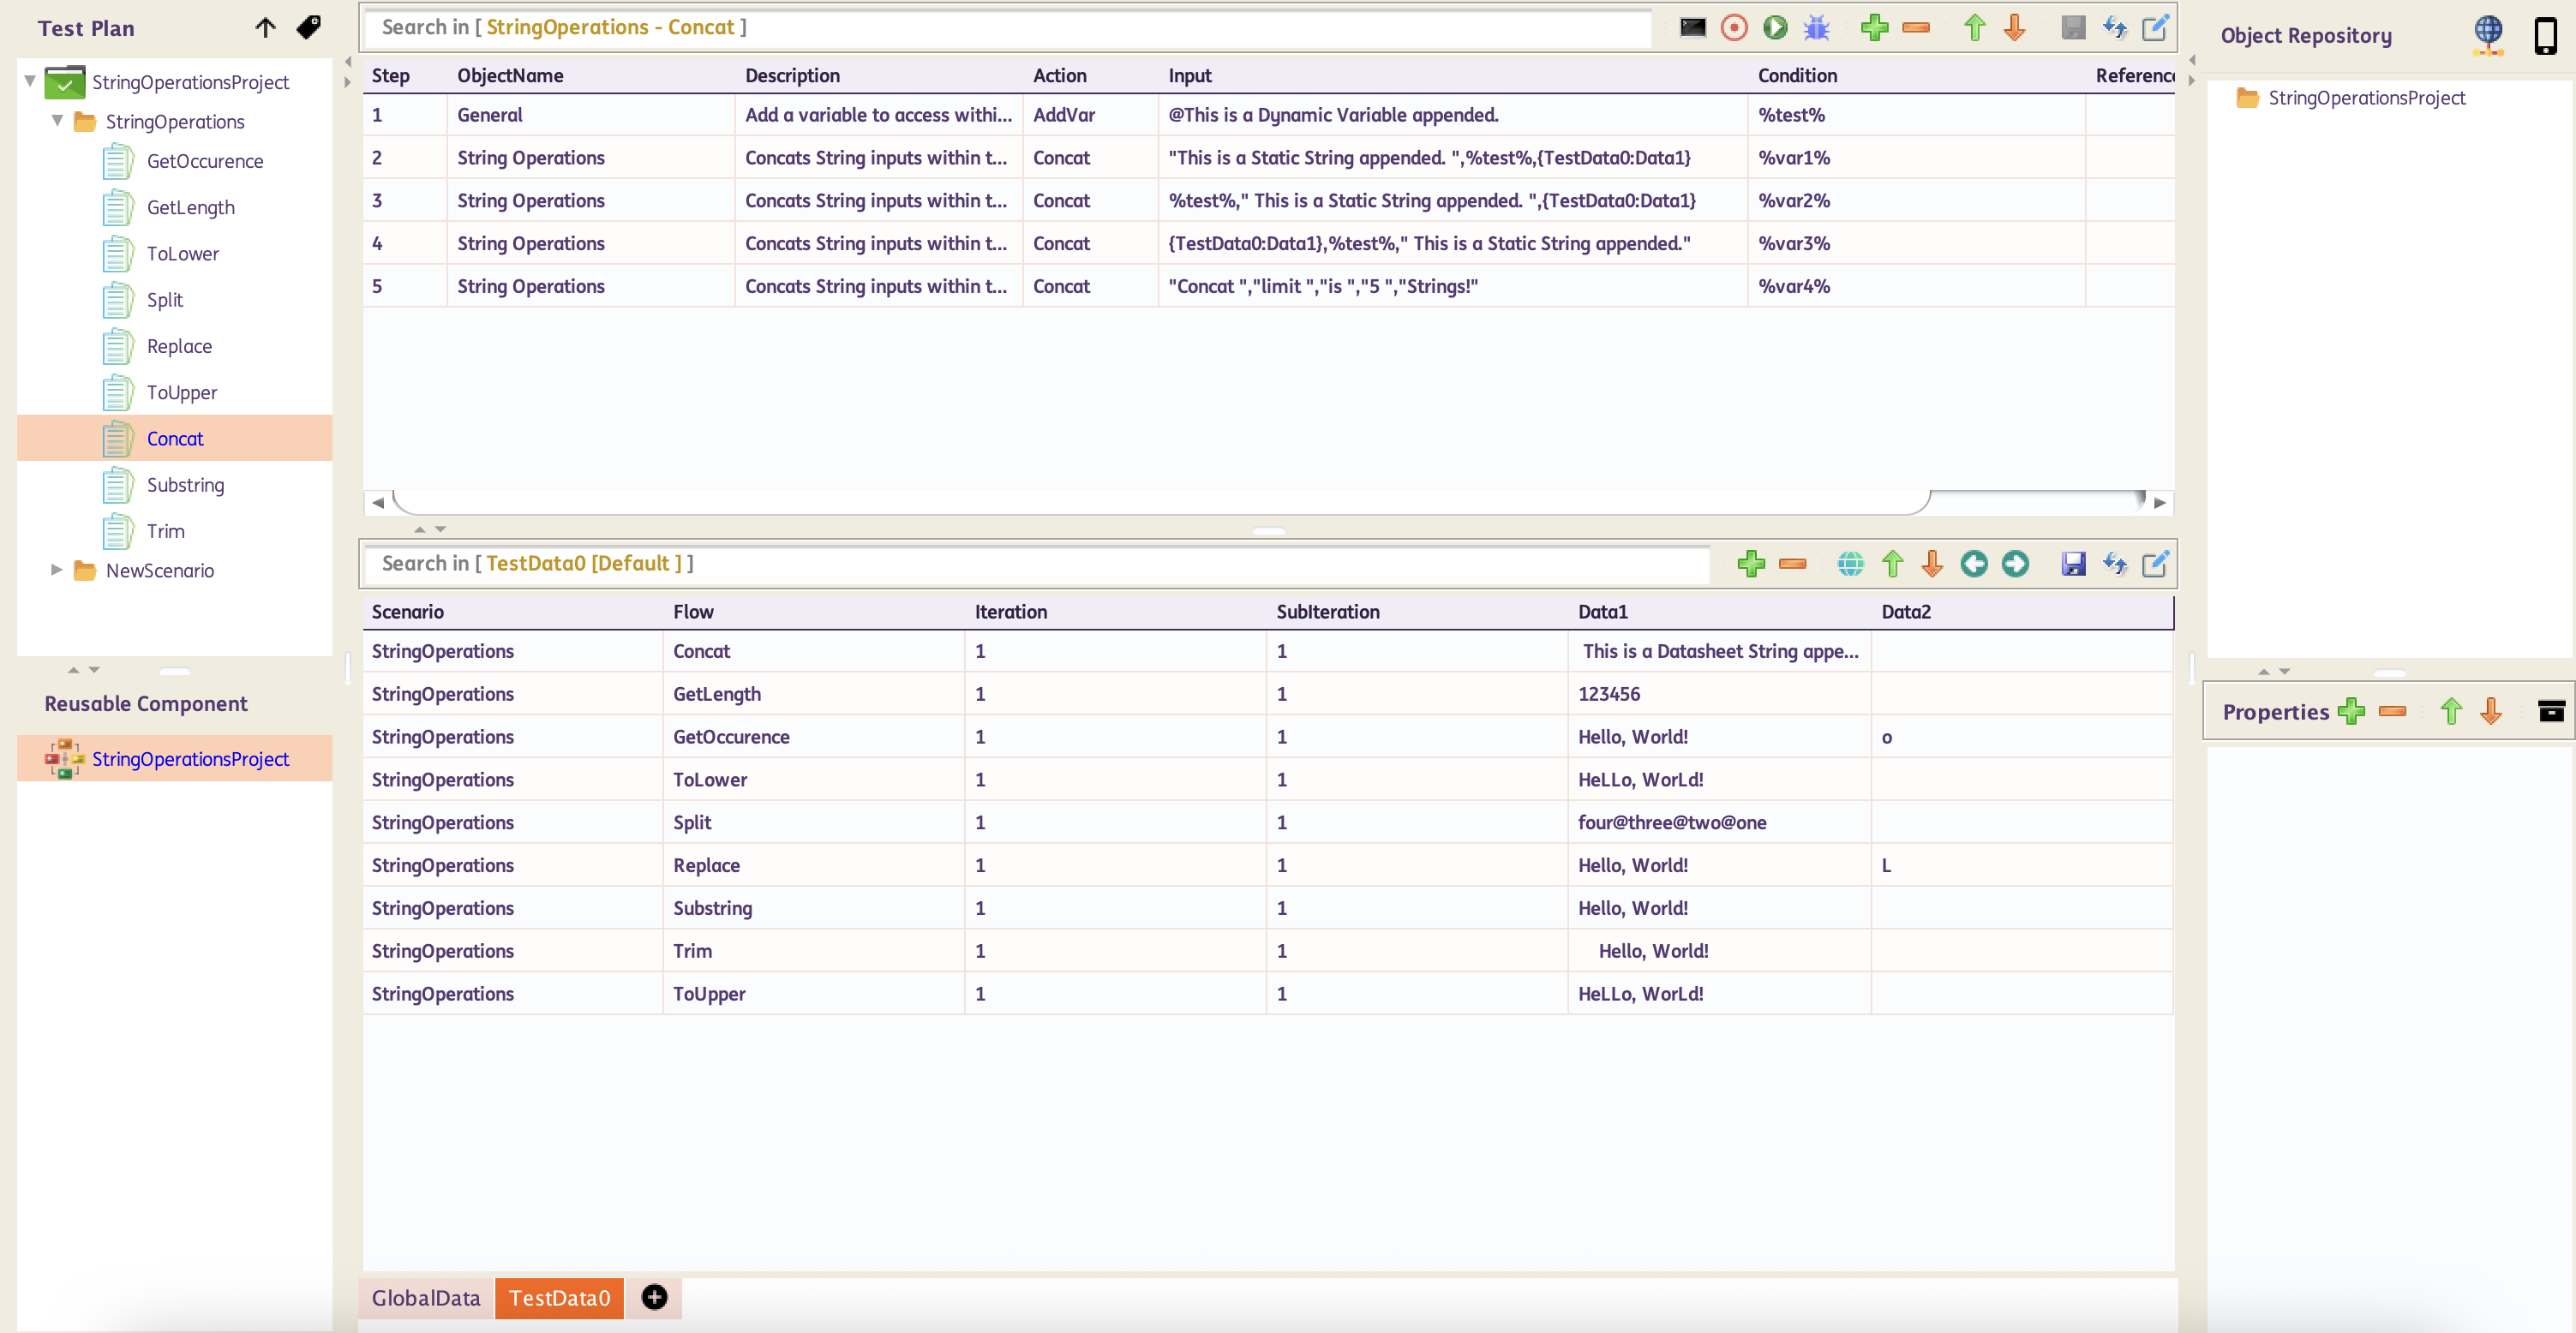 Test Plan
StringOperationsProject
StringOperations
GetOccurence
GetLength
ToLower
Split
Replace
ToUpper
Concat
Substring
Trim
NewScenario
Reusable Component
StringOperationsProject
Search in [ StringOperations - Concat ]
Step ObjectName Description Action Input Condition Reference
1 General Add a variable to access withi... AddVar @This is a Dynamic Variable appended. %test%
2 String Operations Concats String inputs within t... Concat "This is a Static String appended. ",%test%,{TestData0:Data1} %var1%
3 String Operations Concats String inputs within t... Concat %test%," This is a Static String appended. ",{TestData0:Data1} %var2%
4 String Operations Concats String inputs within t... Concat {TestData0:Data1},%test%," This is a Static String appended." %var3%
5 String Operations Concats String inputs within t... Concat "Concat ","limit ","is ","5 ","Strings!" %var4%
Search in [ TestData0 [Default ] ]
Scenario Flow Iteration SubIteration Data1 Data2
StringOperations Concat 1 1 This is a Datasheet String appe...
StringOperations GetLength 1 1 123456
StringOperations GetOccurence 1 1 Hello, World! o
StringOperations ToLower 1 1 HeLLo, WorLd!
StringOperations Split 1 1 four@three@two@one
StringOperations Replace 1 1 Hello, World! L
StringOperations Substring 1 1 Hello, World!
StringOperations Trim 1 1 Hello, World!
StringOperations ToUpper 1 1 HeLLo, WorLd!
GlobalData TestData0
Object Repository
StringOperationsProject
Properties